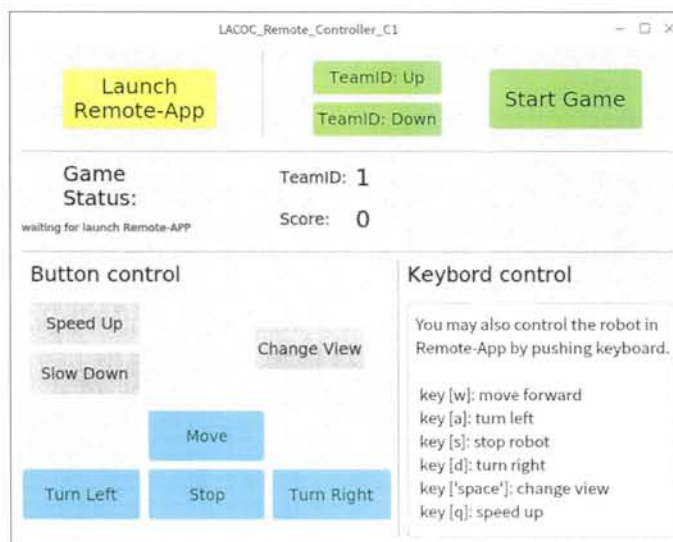 LACOC_Remote_Controller_C1
Launch
Remote-App
TeamID: Up
TeamID: Down
Start Game
Game
Status:
waiting for launch Remote-APP
TeamID: 1
Score: 0
Button control
Speed Up
Slow Down
Change View
Move
Turn Left
Stop
Turn Right
Keybord control
You may also control the robot in
Remote-App by pushing keyboard.
key [w]: move forward
key [a]: turn left
key [s]: stop robot
key [d]: turn right
key ['space']: change view
key [q]: speed up